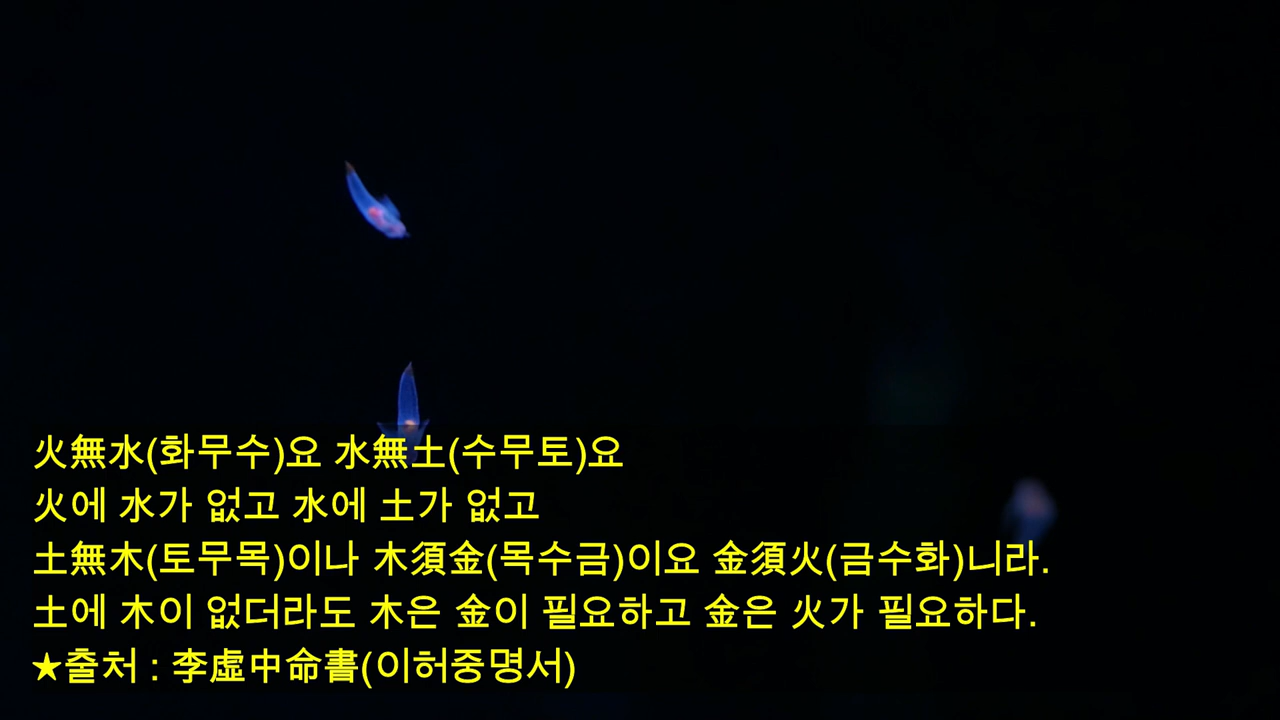 火無水(화무수)요 水無土(수무토)요
火에 水가 없고 水에 土가 없고
土無木(토무목)이나 木須金(목수금)이요 金須火(금수화)니라.
土에 木이 없더라도 木은 金이 필요하고 金은 火가 필요하다.
★출처 : 李虛中命書(이허중명서)